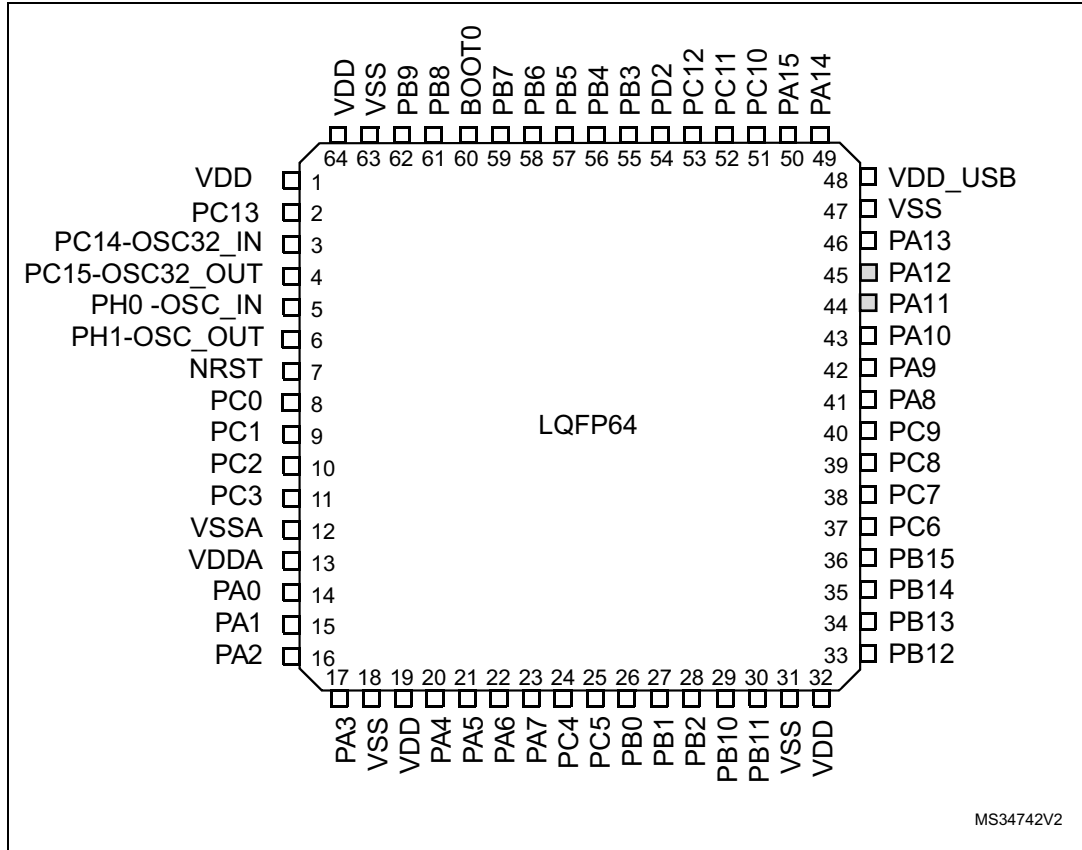 VDD VSS PB9 PB8 BOOT0 PB7 PB6 PB5 PB4 PB3 PD2 PC12 PC11 PC10 PA15 PA14
64 63 62 61 60 59 58 57 56 55 54 53 52 51 50 49
VDD 1
PC13 2
PC14-OSC32_IN 3
PC15-OSC32_OUT 4
PH0 -OSC_IN 5
PH1-OSC_OUT 6
NRST 7
PC0 8
PC1 9
PC2 10
PC3 11
VSSA 12
VDDA 13
PA0 14
PA1 15
PA2 16
LQFP64
48 VDD_USB
47 VSS
46 PA13
45 PA12
44 PA11
43 PA10
42 PA9
41 PA8
40 PC9
39 PC8
38 PC7
37 PC6
36 PB15
35 PB14
34 PB13
33 PB12
17 18 19 20 21 22 23 24 25 26 27 28 29 30 31 32
PA3 VSS VDD PA4 PA5 PA6 PA7 PC4 PC5 PB0 PB1 PB2 PB10 PB11 VSS VDD
MS34742V2